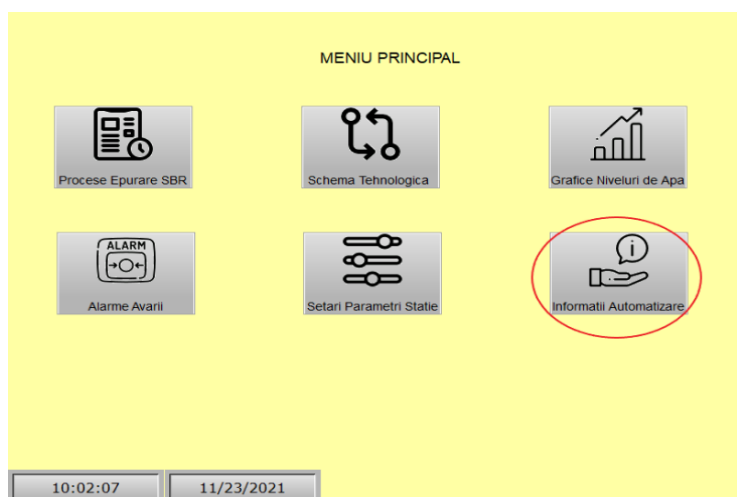 MENIU PRINCIPAL
Procese Epurare SBR
Schema Tehnologica
Grafice Niveluri de Apa
ALARM
Alarme Avarii
Setari Parametri Statie
i
Informatii Automatizare
10:02:07
11/23/2021